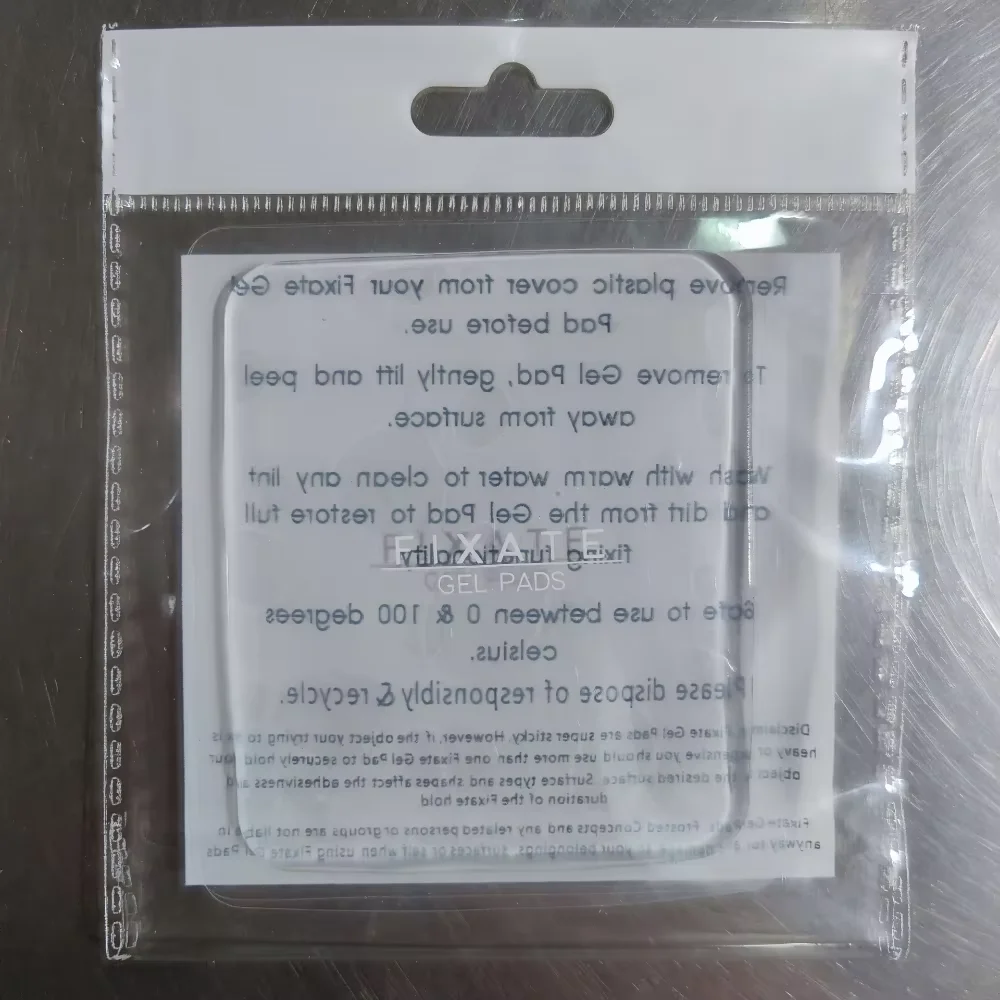 Remove plastic cover from your Fixate Gel
Pad before use.
To remove Gel Pad, gently lift and peel
away from surface.
Wash with warm water to clean any lint
and dirt from the Gel Pad to restore full
fixing functionality
FIXATE
GEL PADS
Safe to use between 0 & 100 degrees
celsius.
Please dispose of responsibly & recycle.
Disclaimer Fixate Gel Pads are super sticky. However, if the object your trying to is
heavy or expensive you should use more than one Fixate Gel Pad to securely hold your
object the desired surface. Surface types and shapes affect the adhesivness and
duration of the Fixate hold
Fixate Gel Pads, Frosted Concepts and any related persons or groups are not liable in
anyway for any damage to your belongings, surfaces or self when using Fixate Gel Pads